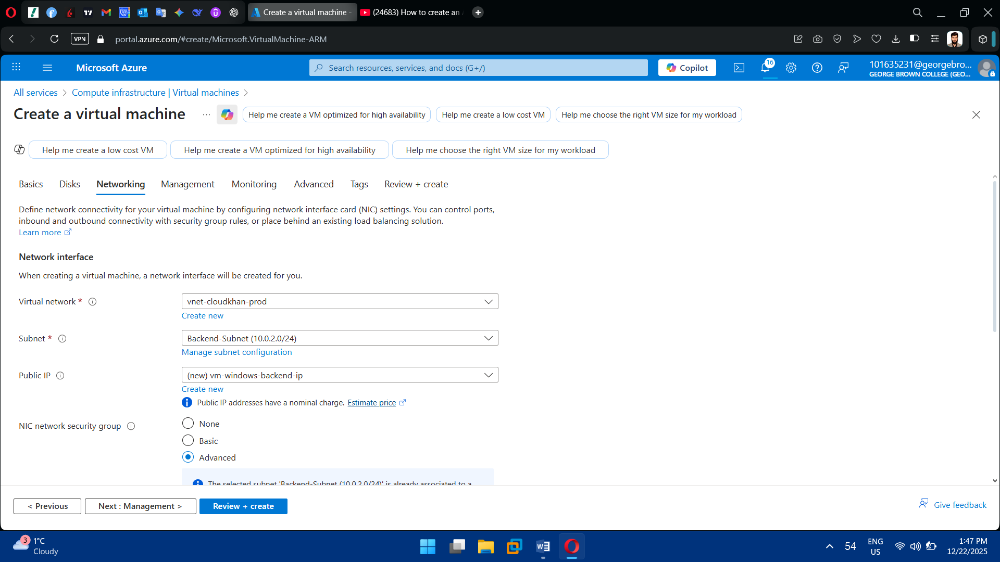 Create a virtual machine -
(24683) How to create an
VPN
portal.azure.com/#create/Microsoft.VirtualMachine-ARM
Microsoft Azure
Search resources, services, and docs (G+/)
Copilot
16
101635231@georgebro...
GEORGE BROWN COLLEGE (GEO...
All services > Compute infrastructure | Virtual machines >
Create a virtual machine ...
Help me create a VM optimized for high availability
Help me create a low cost VM
Help me choose the right VM size for my workload
Help me create a low cost VM
Help me create a VM optimized for high availability
Help me choose the right VM size for my workload
Basics Disks Networking Management Monitoring Advanced Tags Review + create
Define network connectivity for your virtual machine by configuring network interface card (NIC) settings. You can control ports,
inbound and outbound connectivity with security group rules, or place behind an existing load balancing solution.
Learn more
Network interface
When creating a virtual machine, a network interface will be created for you.
Virtual network *
vnet-cloudkhan-prod
Create new
Subnet *
Backend-Subnet (10.0.2.0/24)
Manage subnet configuration
Public IP
(new) vm-windows-backend-ip
Create new
Public IP addresses have a nominal charge. Estimate price
NIC network security group
None
Basic
Advanced
The selected subnet 'Backend-Subnet (10.0.2.0/24)' is already associated to a
< Previous
Next : Management >
Review + create
Give feedback
3
1°C
Cloudy
54
ENG
US
1:47 PM
12/22/2025